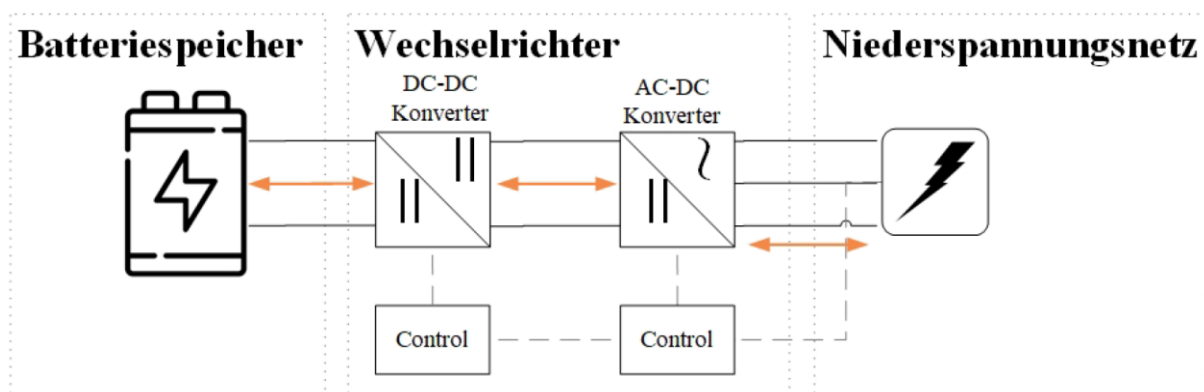 Batteriespeicher
Wechselrichter
Niederspannungsnetz
DC-DC
Konverter
AC-DC
Konverter
Control
Control